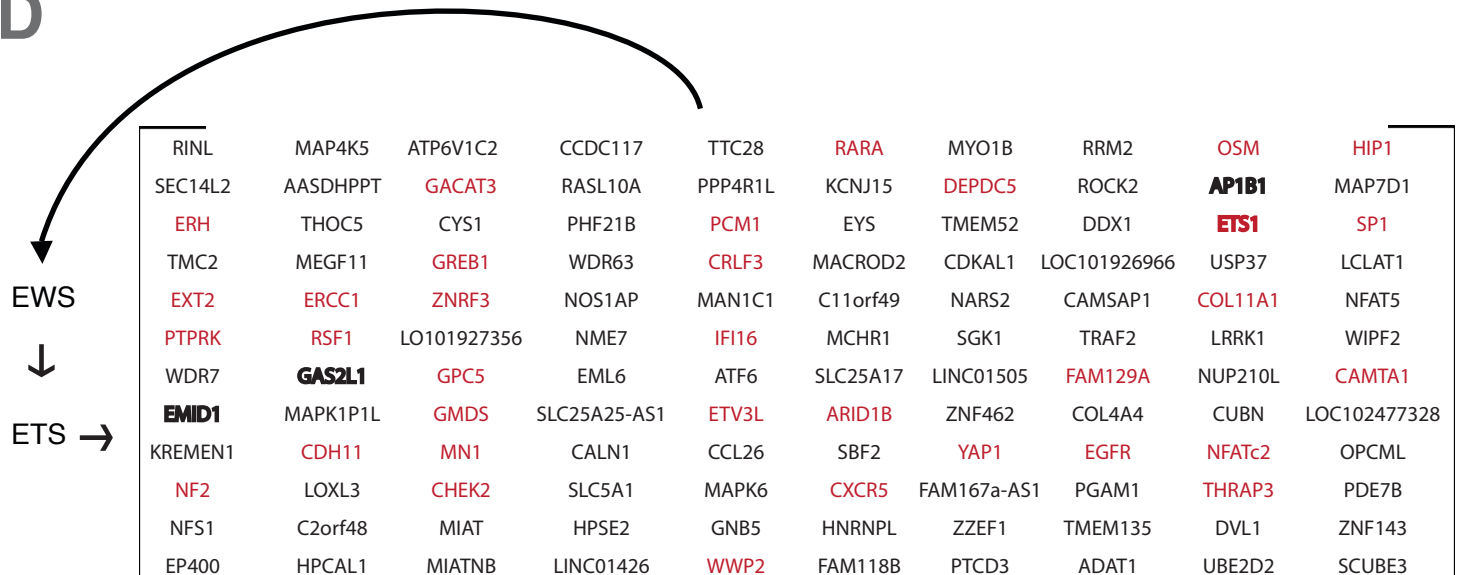 D
RINL MAP4K5 ATP6V1C2 CCDC117 TTC28 RARA MYO1B RRM2 OSM HIP1
SEC14L2 AASDHPPT GACAT3 RASL10A PPP4R1L KCNJ15 DEPDC5 ROCK2 AP1B1 MAP7D1
ERH THOC5 CYS1 PHF21B PCM1 EYS TMEM52 DDX1 ETS1 SP1
TMC2 MEGF11 GREB1 WDR63 CRLF3 MACROD2 CDKAL1 LOC101926966 USP37 LCLAT1
EWS EXT2 ERCC1 ZNRF3 NOS1AP MAN1C1 C11orf49 NARS2 CAMSAP1 COL11A1 NFAT5
↓ PTPRK RSF1 LO101927356 NME7 IFI16 MCHR1 SGK1 TRAF2 LRRK1 WIPF2
WDR7 GAS2L1 GPC5 EML6 ATF6 SLC25A17 LINC01505 FAM129A NUP210L CAMTA1
ETS → EMID1 MAPK1P1L GMDS SLC25A25-AS1 ETV3L ARID1B ZNF462 COL4A4 CUBN LOC102477328
KREMEN1 CDH11 MN1 CALN1 CCL26 SBF2 YAP1 EGFR NFATc2 OPCML
NF2 LOXL3 CHEK2 SLC5A1 MAPK6 CXCR5 FAM167a-AS1 PGAM1 THRAP3 PDE7B
NFS1 C2orf48 MIAT HPSE2 GNB5 HNRNPL ZZEF1 TMEM135 DVL1 ZNF143
EP400 HPCAL1 MIATNB LINC01426 WWP2 FAM118B PTCD3 ADAT1 UBE2D2 SCUBE3